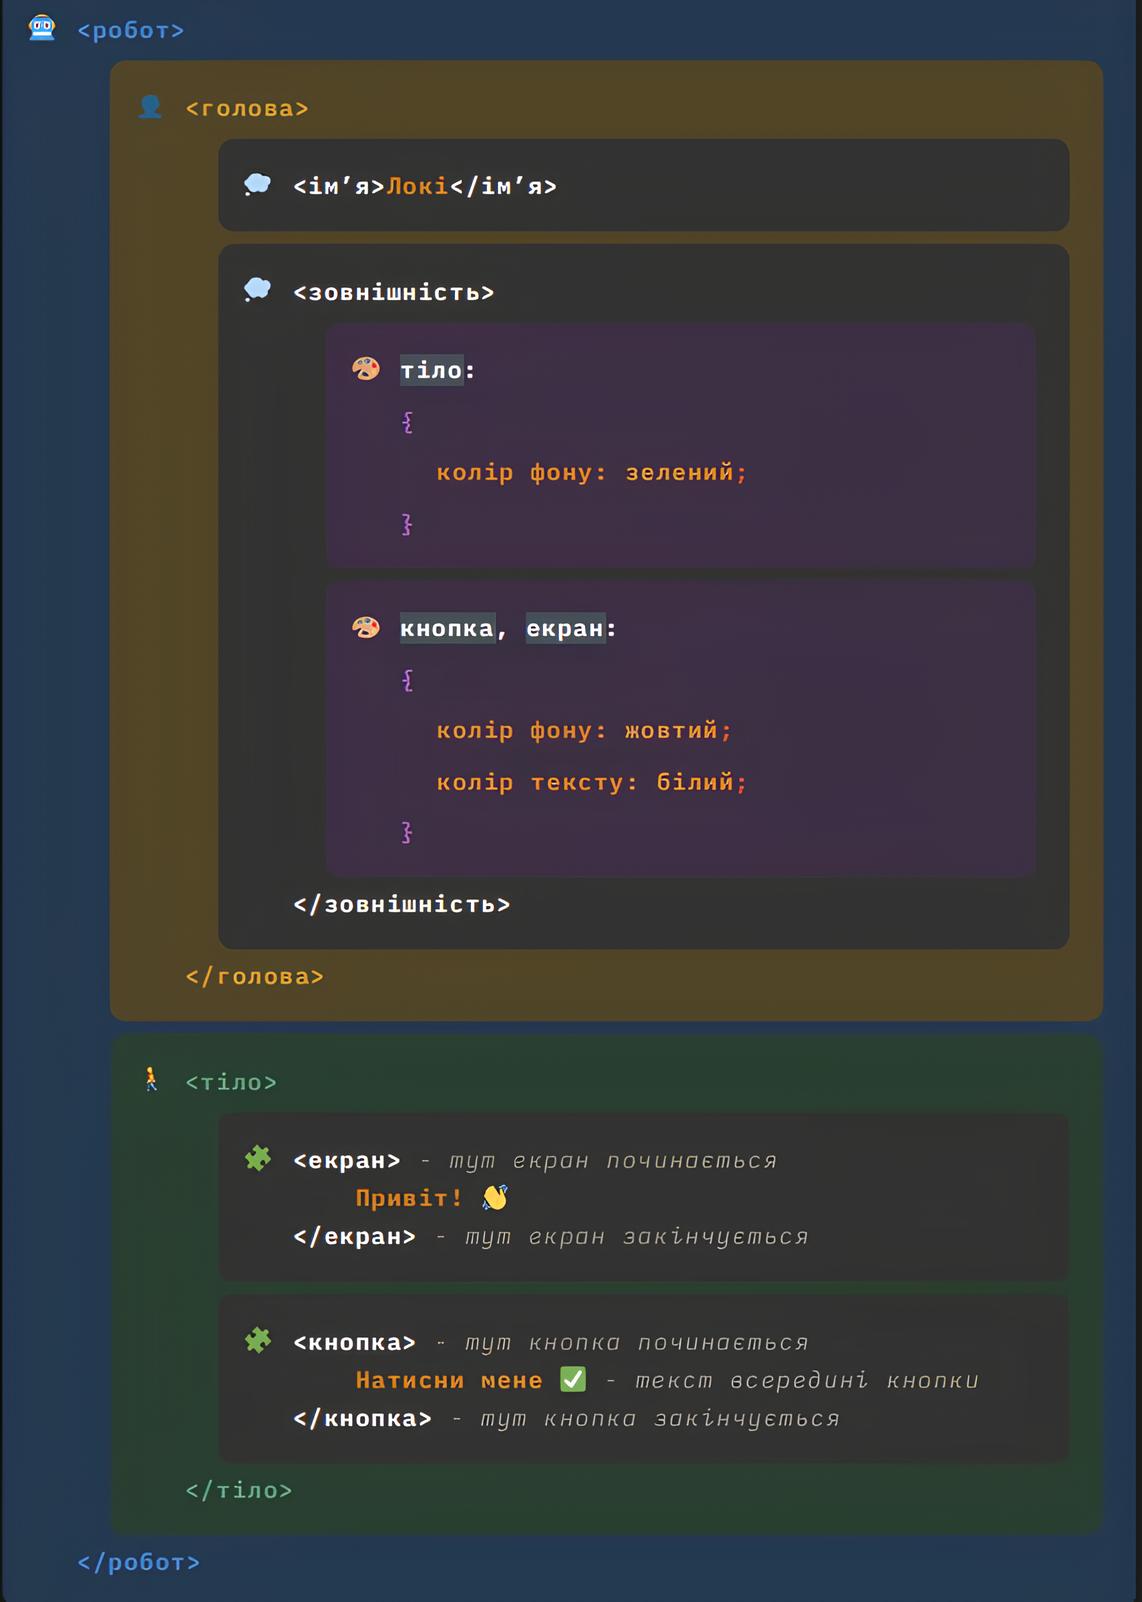 <робот>
<голова>
<ім’я>Локі</ім’я>
<зовнішність>
тіло:
{
колір фону: зелений;
}
кнопка, екран:
{
колір фону: жовтий;
колір тексту: білий;
}
</зовнішність>
</голова>
<тіло>
<екран> - тут екран починається
Привіт! 👋
</екран> - тут екран закінчується
<кнопка> - тут кнопка починається
Натисни мене ✅ - текст всередині кнопки
</кнопка> - тут кнопка закінчується
</тіло>
</робот>